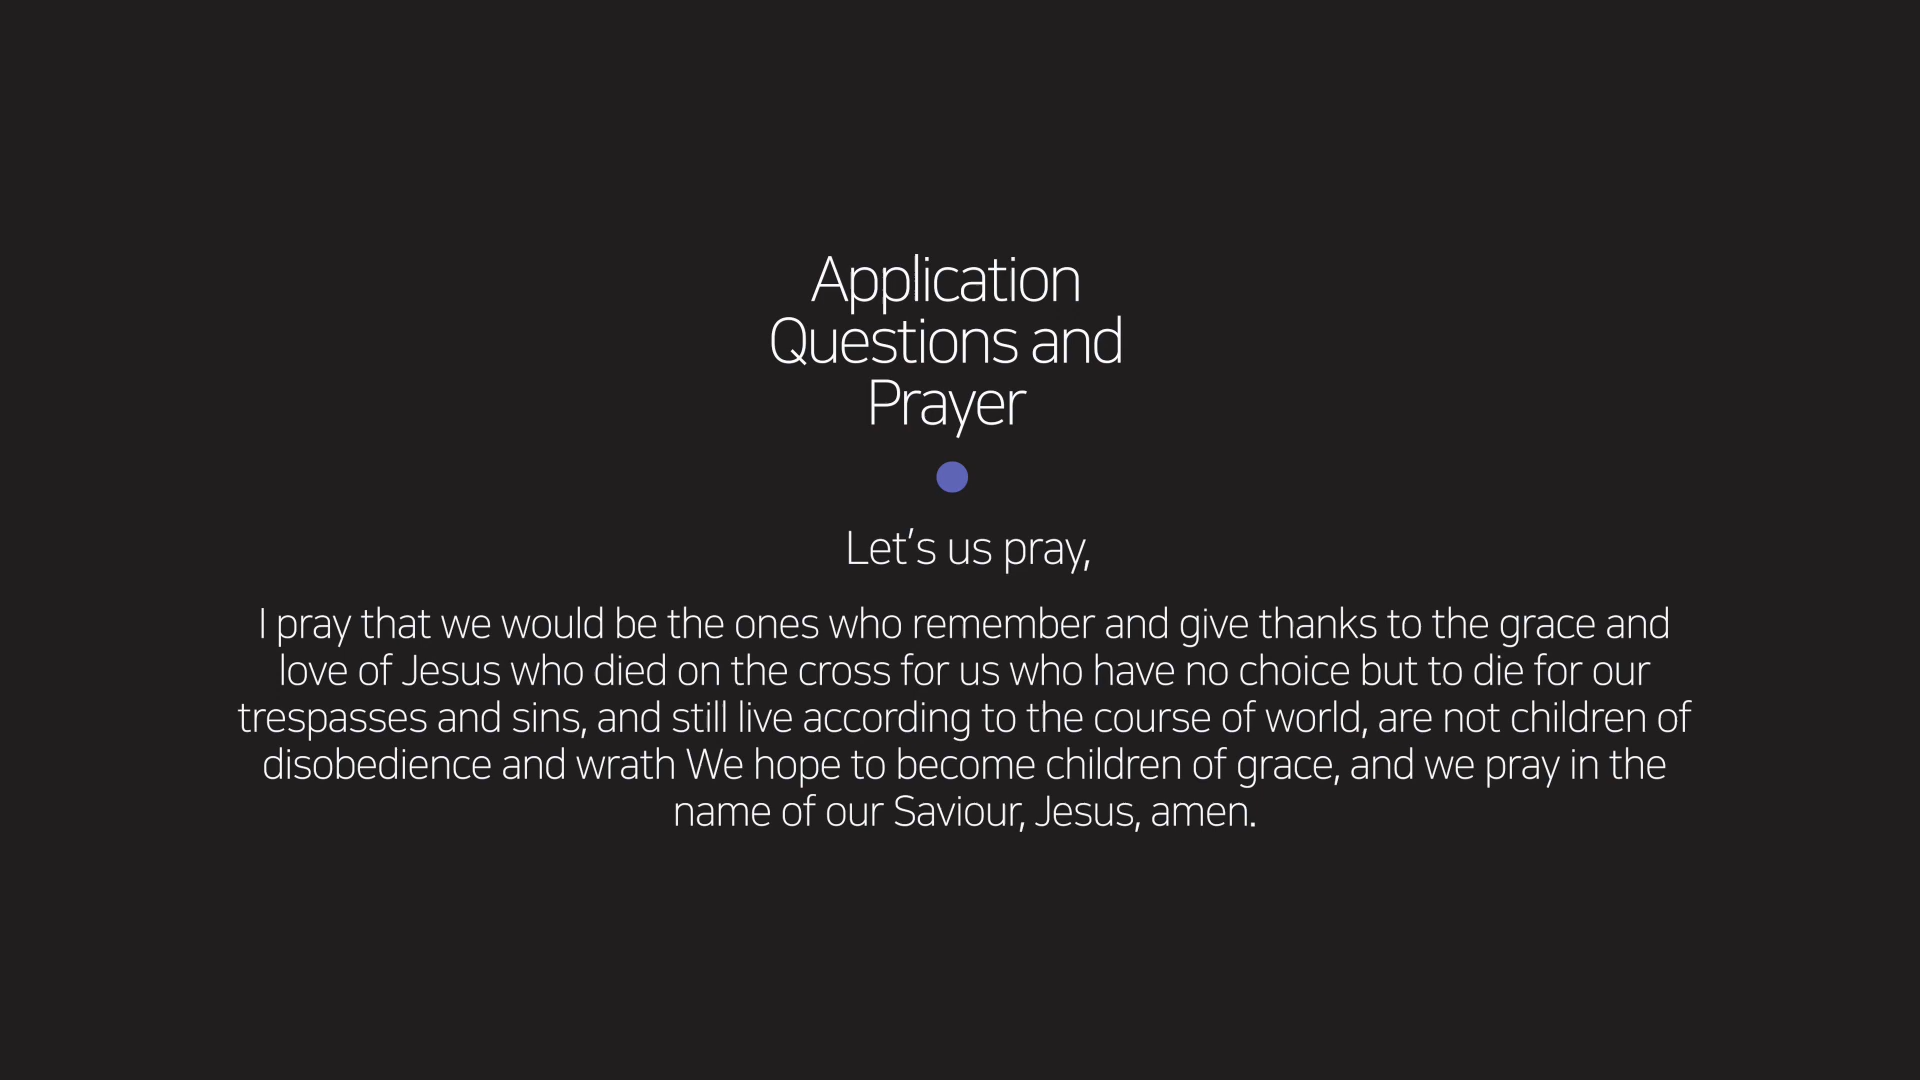 Application
Questions and
Prayer
Let's us pray,
I pray that we would be the ones who remember and give thanks to the grace and
love of Jesus who died on the cross for us who have no choice but to die for our
trespasses and sins, and still live according to the course of world, are not children of
disobedience and wrath We hope to become children of grace, and we pray in the
name of our Saviour, Jesus, amen.